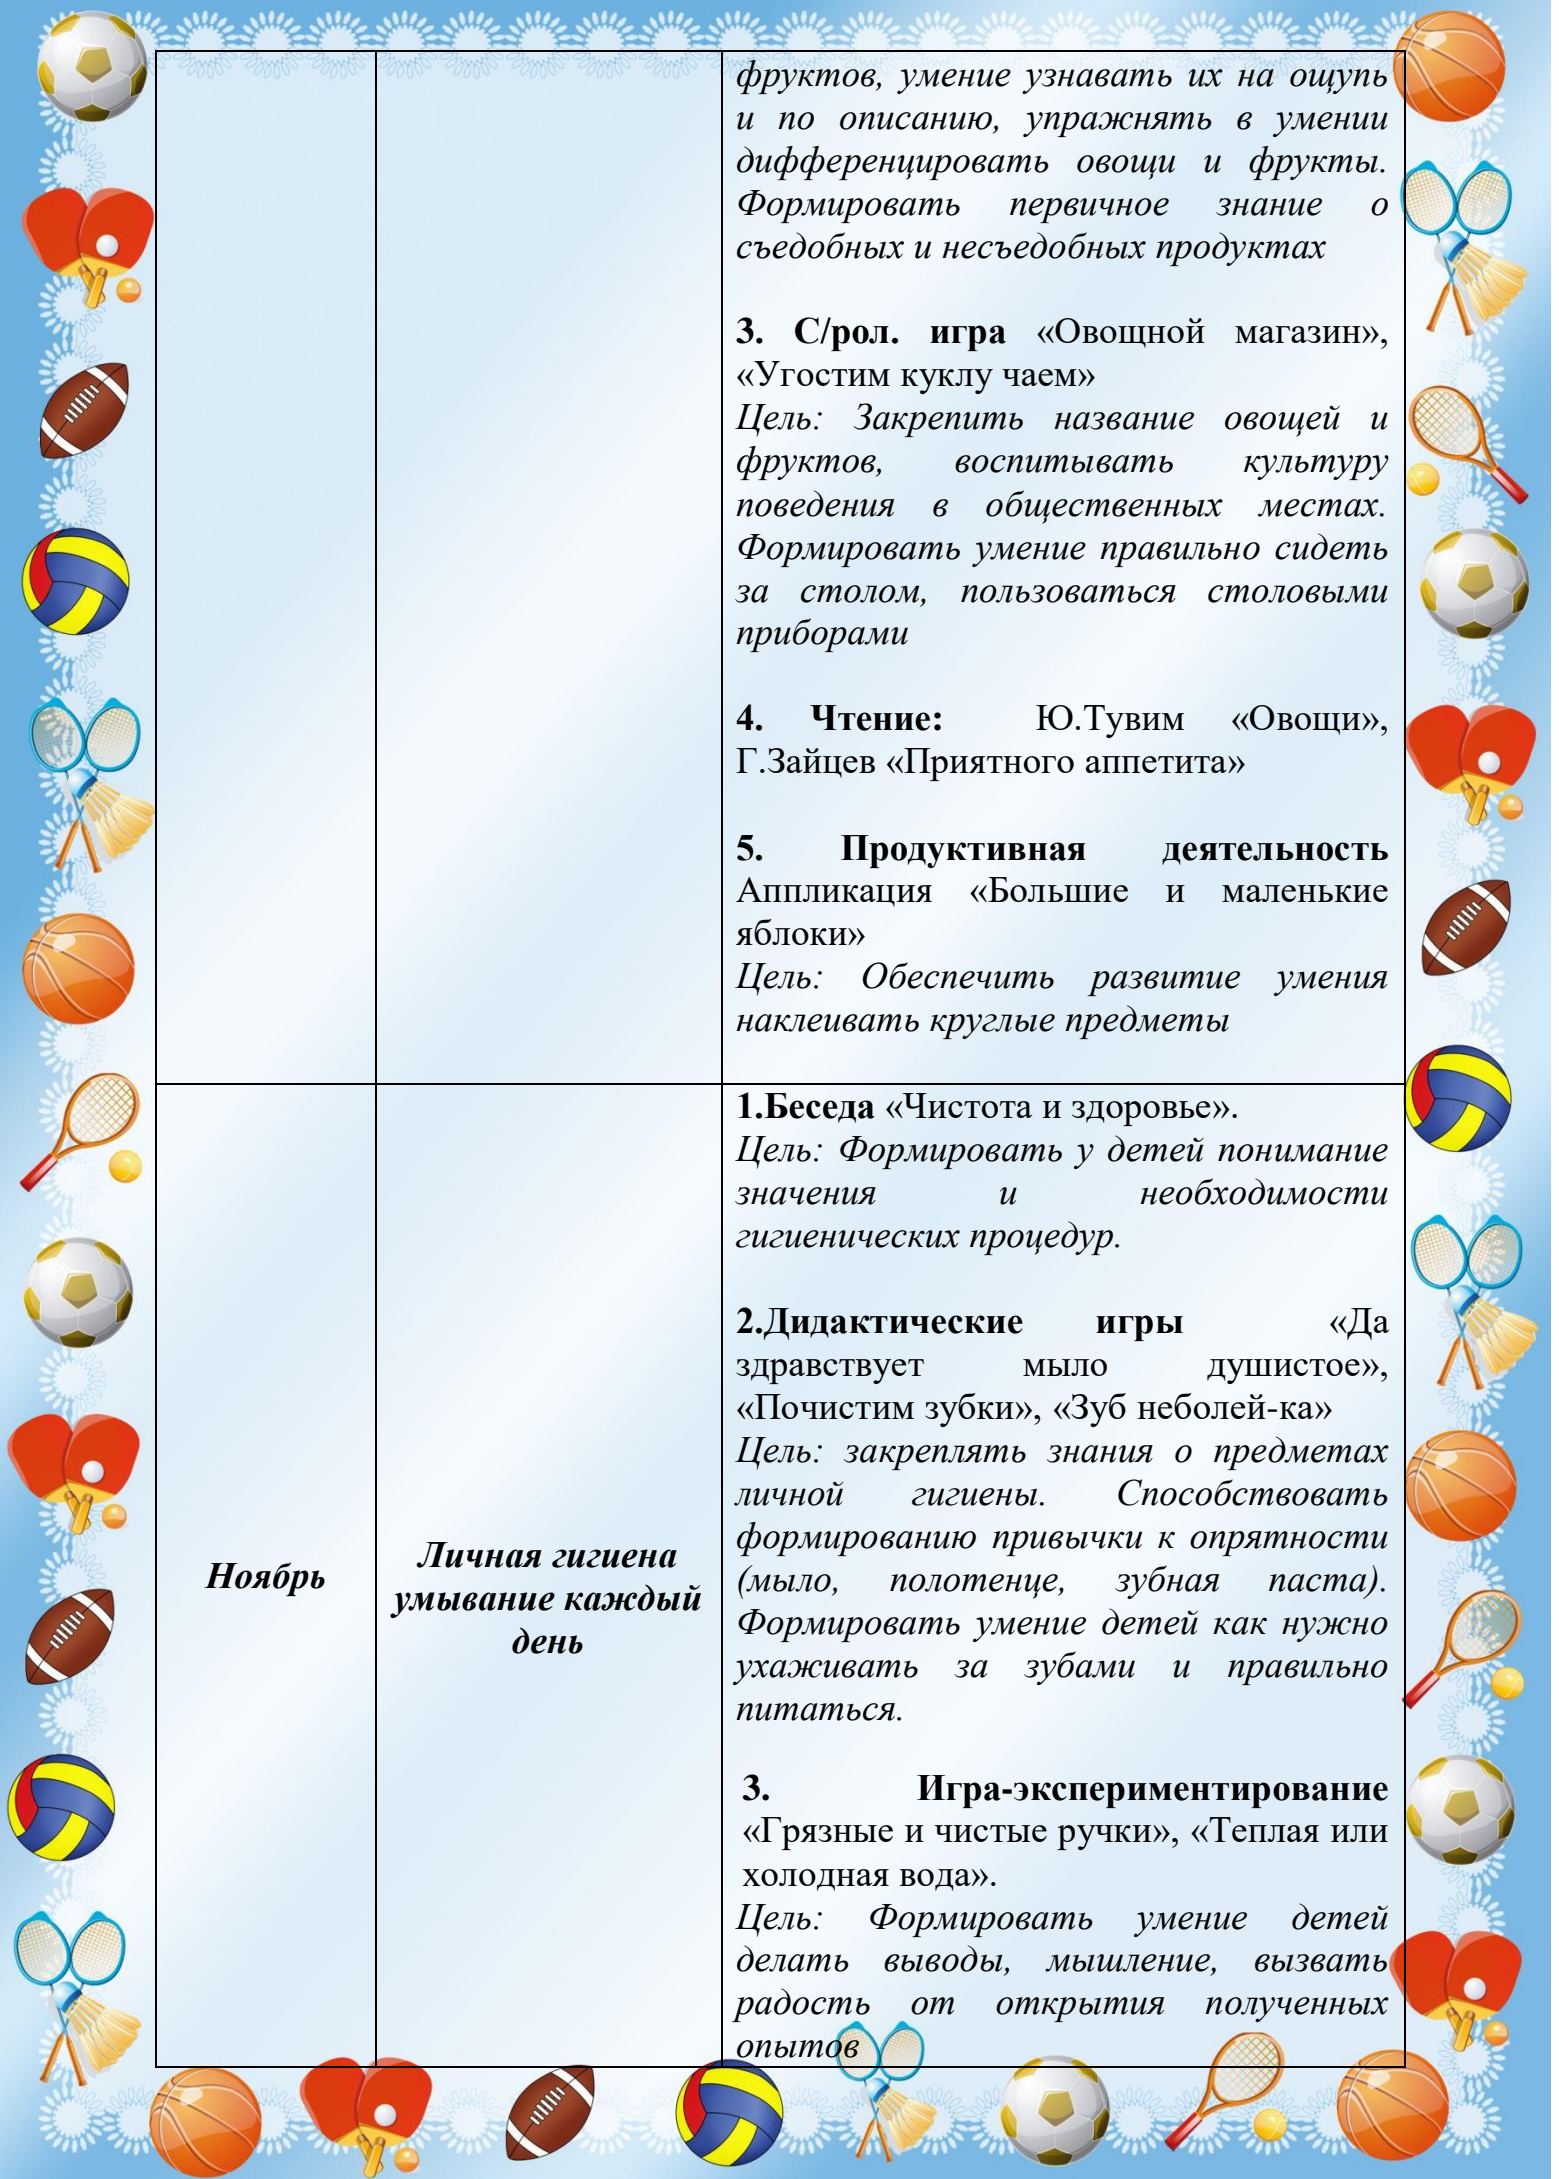 фруктов, умение узнавать их на ощупь
и по описанию, упражнять в умении
дифференцировать овощи и фрукты.
Формировать первичное знание о
съедобных и несъедобных продуктах
3. С/рол. игра «Овощной магазин»,
«Угостим куклу чаем»
Цель: Закрепить название овощей и
фруктов, воспитывать культуру
поведения в общественных местах.
Формировать умение правильно сидеть
за столом, пользоваться столовыми
приборами
4. Чтение: Ю.Тувим «Овощи»,
Г.Зайцев «Приятного аппетита»
5. Продуктивная деятельность
Аппликация «Большие и маленькие
яблоки»
Цель: Обеспечить развитие умения
наклеивать круглые предметы
Ноябрь
Личная гигиена
умывание каждый
день
1.Беседа «Чистота и здоровье».
Цель: Формировать у детей понимание
значения и необходимости
гигиенических процедур.
2.Дидактические игры «Да
здравствует мыло душистое»,
«Почистим зубки», «Зуб неболей-ка»
Цель: закреплять знания о предметах
личной гигиены. Способствовать
формированию привычки к опрятности
(мыло, полотенце, зубная паста).
Формировать умение детей как нужно
ухаживать за зубами и правильно
питаться.
3. Игра-экспериментирование
«Грязные и чистые ручки», «Теплая или
холодная вода».
Цель: Формировать умение детей
делать выводы, мышление, вызвать
радость от открытия полученных
опытов